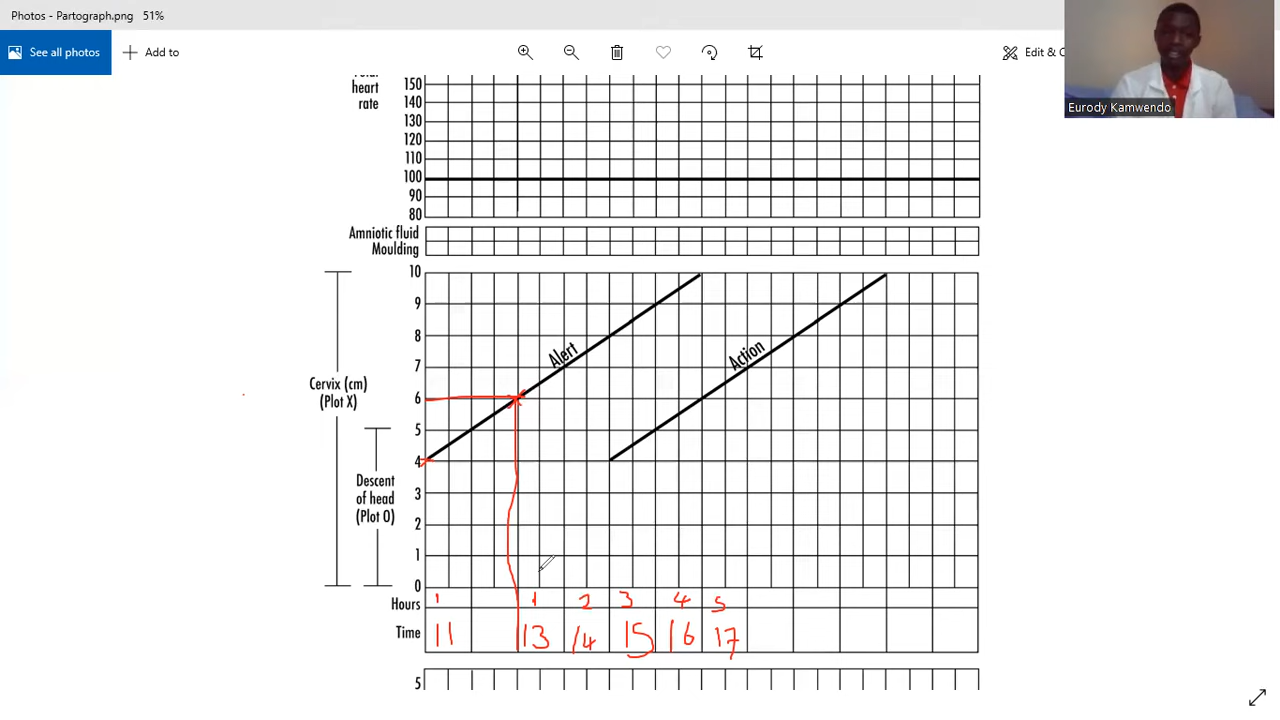 Photos - Partograph.png 51%
See all photos
Add to
Edit & C
Eurody Kamwendo
heart
rate
150
140
130
120
110
100
90
80
Amniotic fluid
Moulding
10
9
8
7
6
5
4
3
2
1
0
Alert
Action
Cervix (cm)
(Plot X)
Descent
of head
(Plot O)
Hours
1 1 2 3 4 5
Time
11 13 14 15 16 17
5